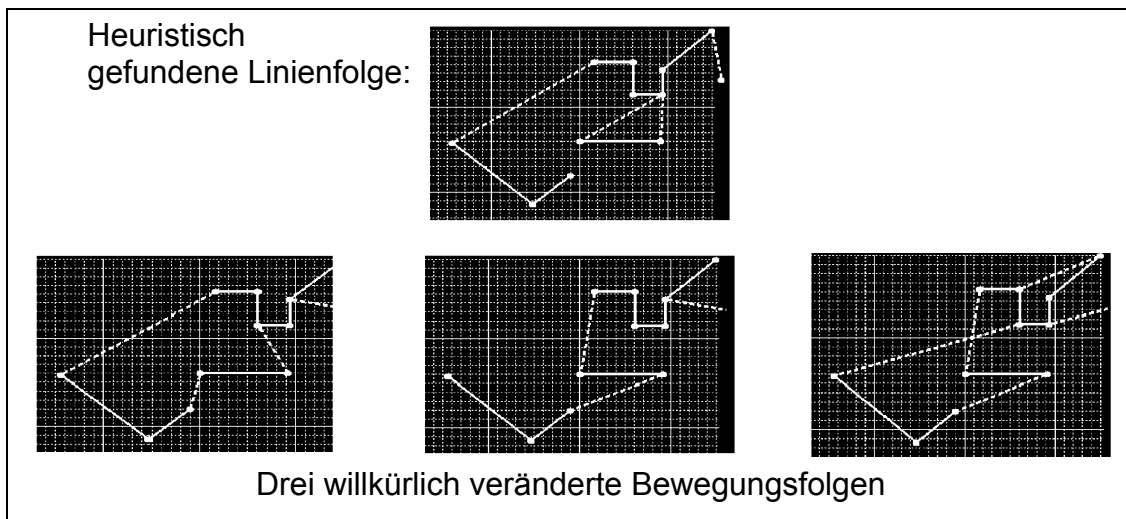 Heuristisch
gefundene Linienfolge:
Drei willkürlich veränderte Bewegungsfolgen